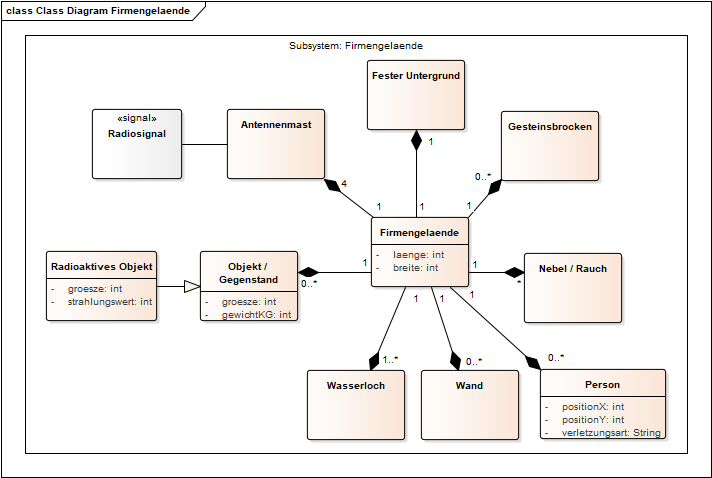 class Class Diagram Firmengelaende
Subsystem: Firmengelaende
Fester Untergrund
«signal»
Radiosignal
Antennenmast
Gesteinsbrocken
1
0..*
4
1
1
1
Firmengelaende
- laenge: int
- breite: int
Radioaktives Objekt
- groesze: int
- strahlungswert: int
Objekt /
Gegenstand
- groesze: int
- gewichtKG: int
0..*
1
1
*
Nebel / Rauch
1
1
1
1..*
0..*
0..*
Wasserloch
Wand
Person
- positionX: int
- positionY: int
- verletzungsart: String